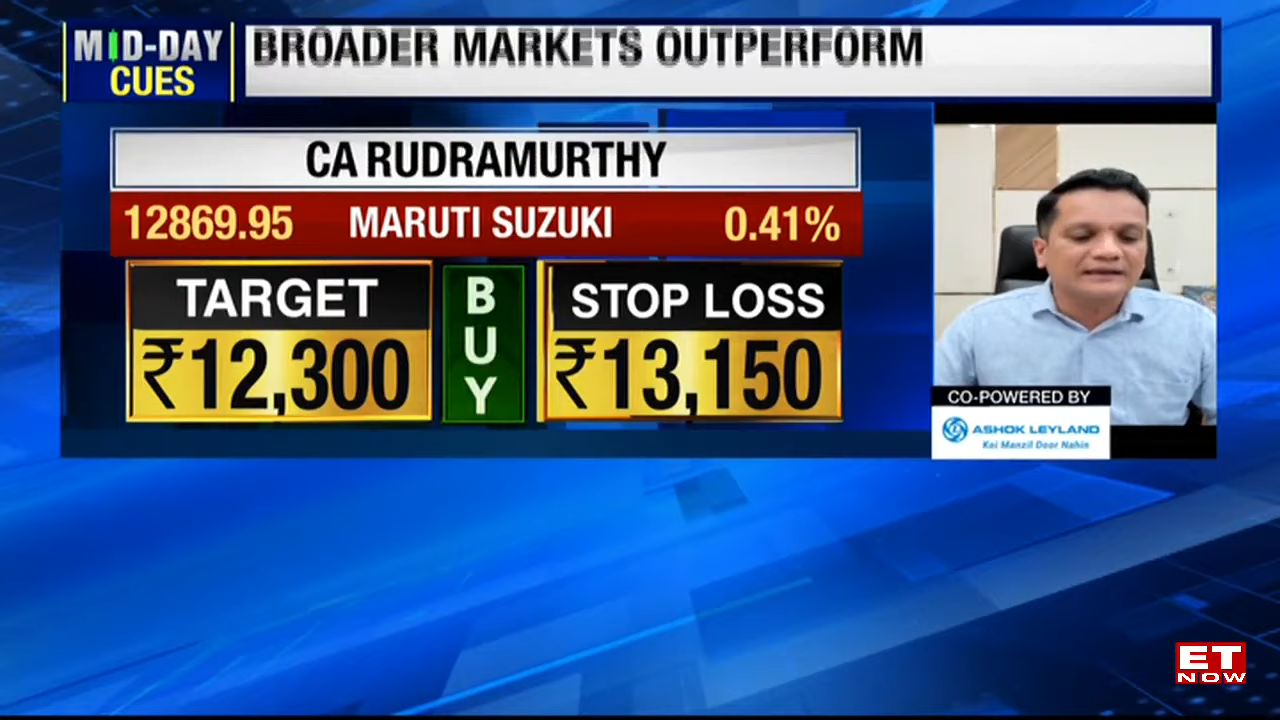 MID-DAY
CUES
BROADER MARKETS OUTPERFORM
CA RUDRAMURTHY
12869.95 MARUTI SUZUKI 0.41%
TARGET
₹12,300
BUY
STOP LOSS
₹13,150
CO-POWERED BY
ASHOK LEYLAND
Koi Manzil Door Nahin
ET
NOW